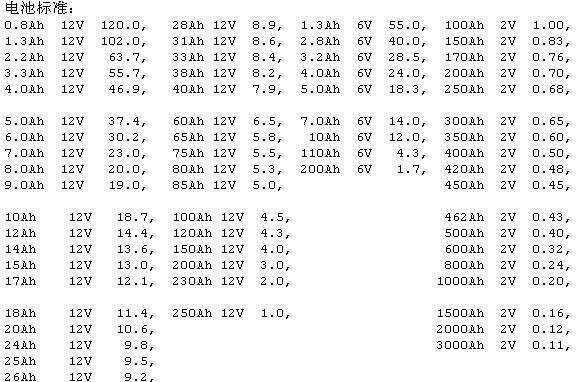 电池标准：
0.8Ah 12V 120.0, 28Ah 12V 8.9, 1.3Ah 6V 55.0, 100Ah 2V 1.00,
1.3Ah 12V 102.0, 31Ah 12V 8.6, 2.8Ah 6V 40.0, 150Ah 2V 0.83,
2.2Ah 12V 63.7, 33Ah 12V 8.4, 3.2Ah 6V 28.5, 170Ah 2V 0.76,
3.3Ah 12V 55.7, 38Ah 12V 8.2, 4.0Ah 6V 24.0, 200Ah 2V 0.70,
4.0Ah 12V 46.9, 40Ah 12V 7.9, 5.0Ah 6V 18.3, 250Ah 2V 0.68,
5.0Ah 12V 37.4, 60Ah 12V 6.5, 7.0Ah 6V 14.0, 300Ah 2V 0.65,
6.0Ah 12V 30.2, 65Ah 12V 5.8, 10Ah 6V 12.0, 350Ah 2V 0.60,
7.0Ah 12V 23.0, 75Ah 12V 5.5, 110Ah 6V 4.3, 400Ah 2V 0.50,
8.0Ah 12V 20.0, 80Ah 12V 5.3, 200Ah 6V 1.7, 420Ah 2V 0.48,
9.0Ah 12V 19.0, 85Ah 12V 5.0, 450Ah 2V 0.45,
10Ah 12V 18.7, 100Ah 12V 4.5, 462Ah 2V 0.43,
12Ah 12V 14.4, 120Ah 12V 4.3, 500Ah 2V 0.40,
14Ah 12V 13.6, 150Ah 12V 4.0, 600Ah 2V 0.32,
15Ah 12V 13.0, 200Ah 12V 3.0, 800Ah 2V 0.24,
17Ah 12V 12.1, 230Ah 12V 2.0, 1000Ah 2V 0.20,
18Ah 12V 11.4, 250Ah 12V 1.0, 1500Ah 2V 0.16,
20Ah 12V 10.6, 2000Ah 2V 0.12,
24Ah 12V 9.8, 3000Ah 2V 0.11,
25Ah 12V 9.5,
26Ah 12V 9.2,